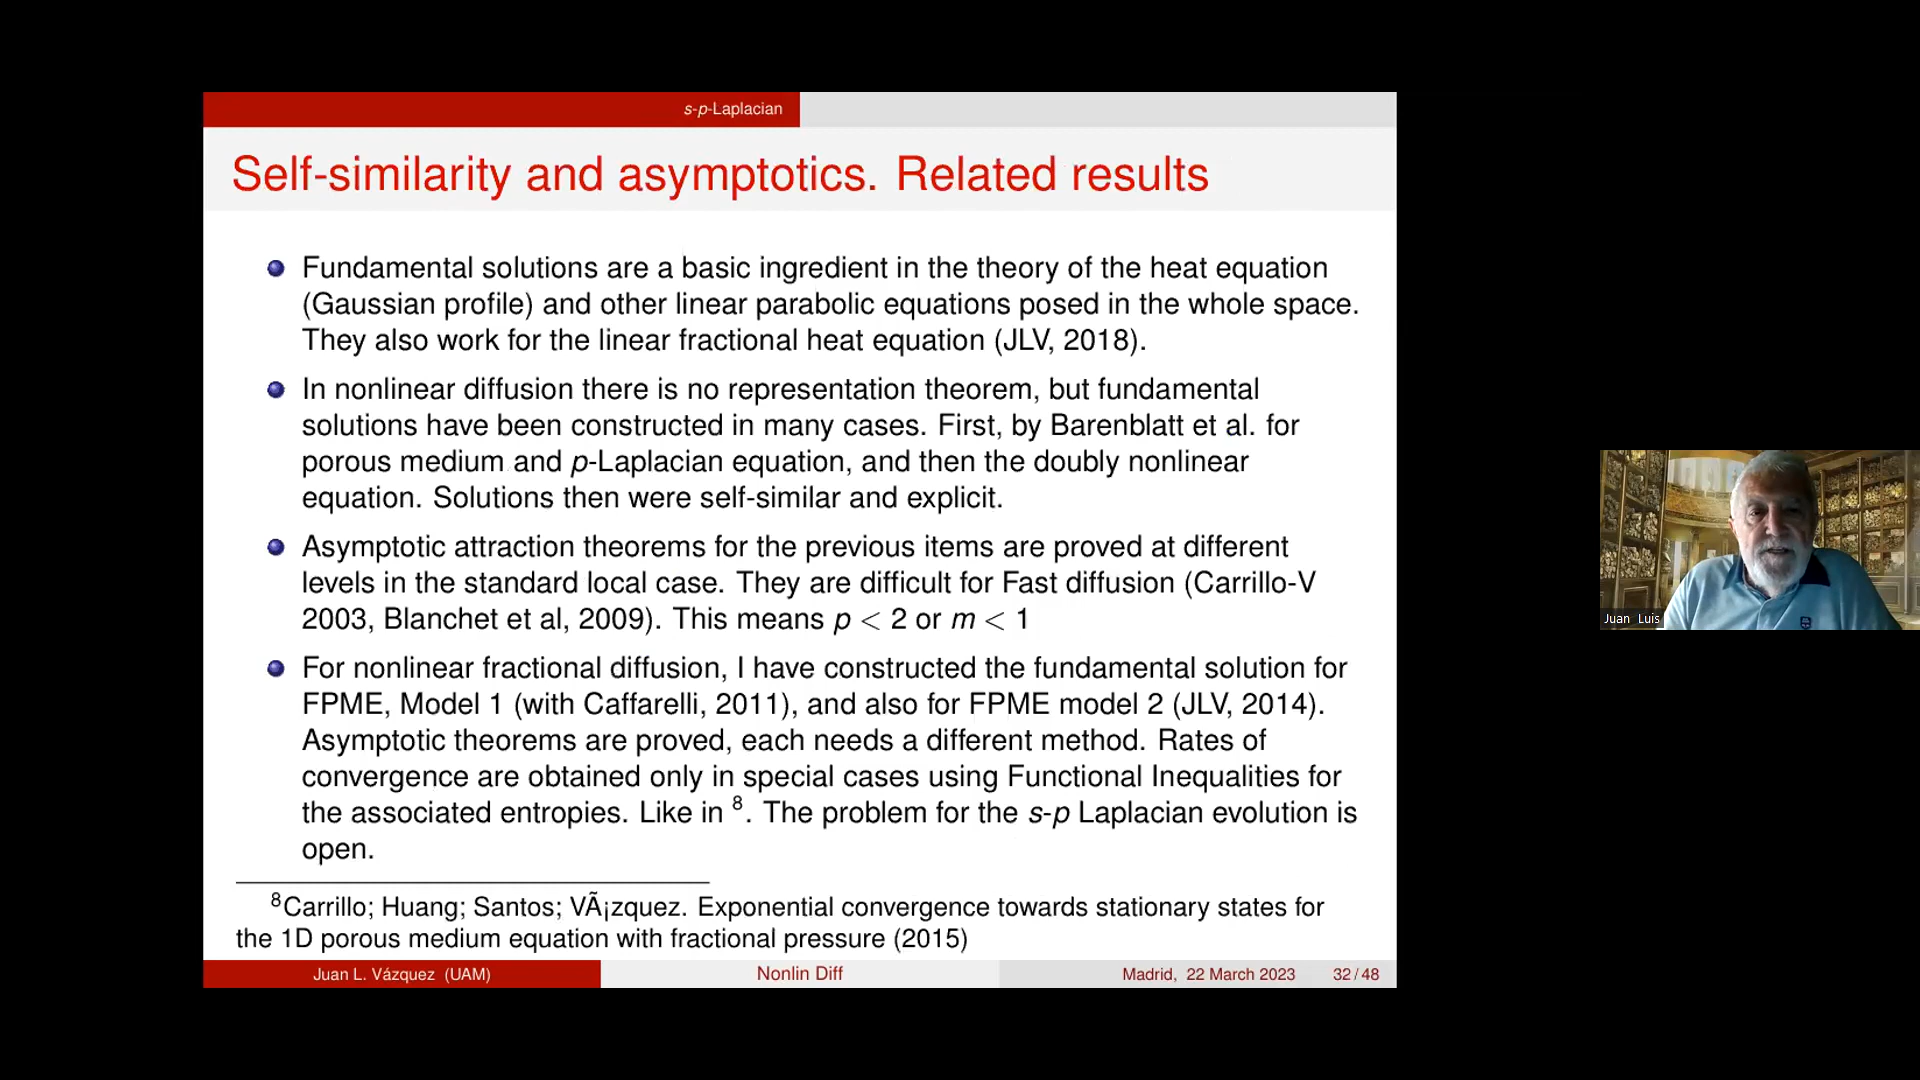 s-p-Laplacian
Self-similarity and asymptotics. Related results
Fundamental solutions are a basic ingredient in the theory of the heat equation
(Gaussian profile) and other linear parabolic equations posed in the whole space.
They also work for the linear fractional heat equation (JLV, 2018).
In nonlinear diffusion there is no representation theorem, but fundamental
solutions have been constructed in many cases. First, by Barenblatt et al. for
porous medium and p-Laplacian equation, and then the doubly nonlinear
equation. Solutions then were self-similar and explicit.
Asymptotic attraction theorems for the previous items are proved at different
levels in the standard local case. They are difficult for Fast diffusion (Carrillo-V
2003, Blanchet et al, 2009). This means p < 2 or m < 1
For nonlinear fractional diffusion, I have constructed the fundamental solution for
FPME, Model 1 (with Caffarelli, 2011), and also for FPME model 2 (JLV, 2014).
Asymptotic theorems are proved, each needs a different method. Rates of
convergence are obtained only in special cases using Functional Inequalities for
the associated entropies. Like in ⁸. The problem for the s-p Laplacian evolution is
open.
⁸Carrillo; Huang; Santos; VÃ¡zquez. Exponential convergence towards stationary states for
the 1D porous medium equation with fractional pressure (2015)
Juan L. Vázquez (UAM) Nonlin Diff Madrid, 22 March 2023 32 / 48
Juan Luis